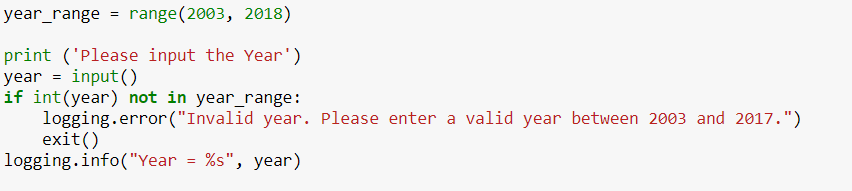 year_range = range(2003, 2018)
print ('Please input the Year')
year = input()
if int(year) not in year_range:
    logging.error("Invalid year. Please enter a valid year between 2003 and 2017.")
    exit()
logging.info("Year = %s", year)